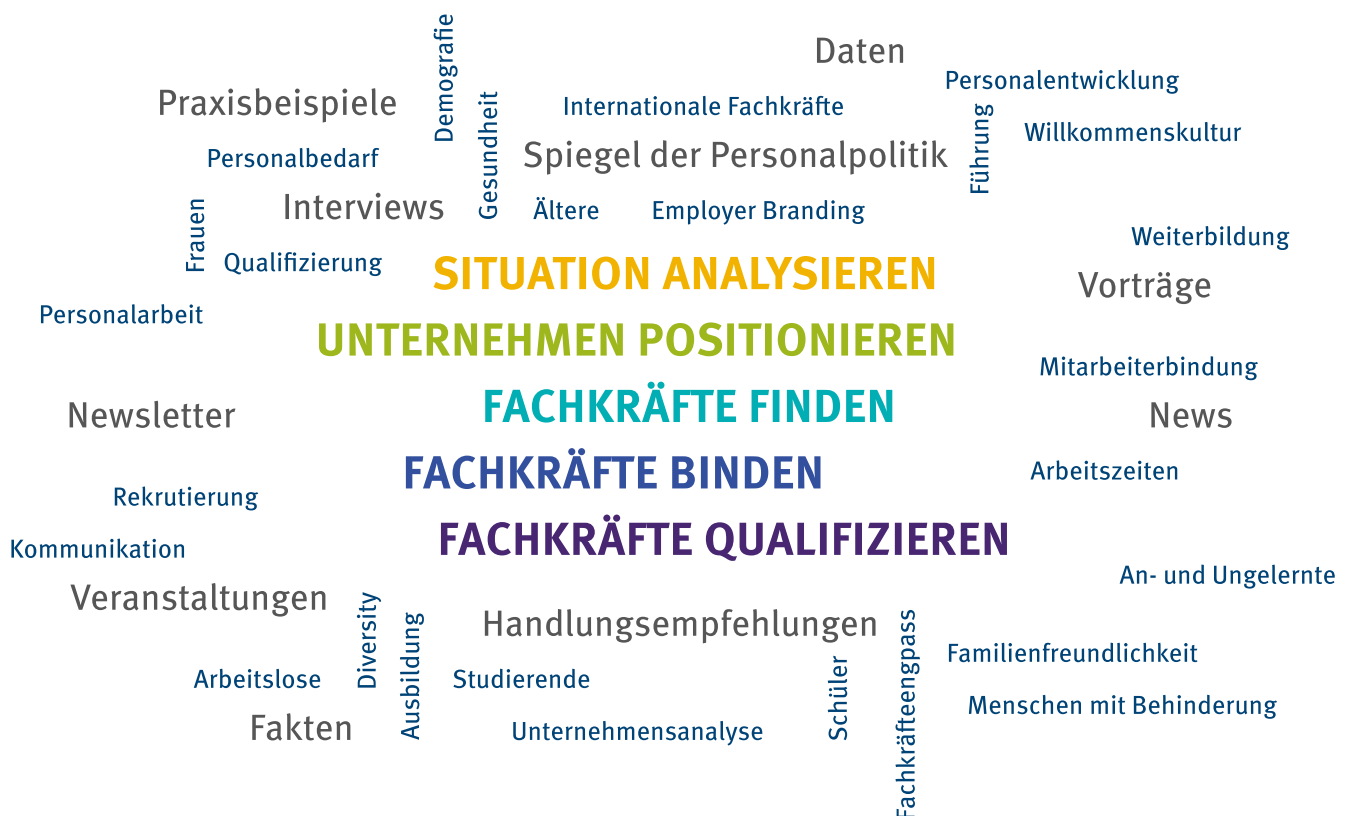 Demografie
Daten
Personalentwicklung
Praxisbeispiele
Gesundheit
Internationale Fachkräfte
Führung
Willkommenskultur
Personalbedarf
Spiegel der Personalpolitik
Frauen
Interviews
Ältere
Employer Branding
Weiterbildung
Qualifizierung
SITUATION ANALYSIEREN
Vorträge
Personalarbeit
UNTERNEHMEN POSITIONIEREN
Mitarbeiterbindung
Newsletter
FACHKRÄFTE FINDEN
News
FACHKRÄFTE BINDEN
Arbeitszeiten
Rekrutierung
FACHKRÄFTE QUALIFIZIEREN
Kommunikation
An- und Ungelernte
Veranstaltungen
Diversity
Ausbildung
Handlungsempfehlungen
Fachkräfteengpass
Familienfreundlichkeit
Arbeitslose
Studierende
Schüler
Menschen mit Behinderung
Fakten
Unternehmensanalyse